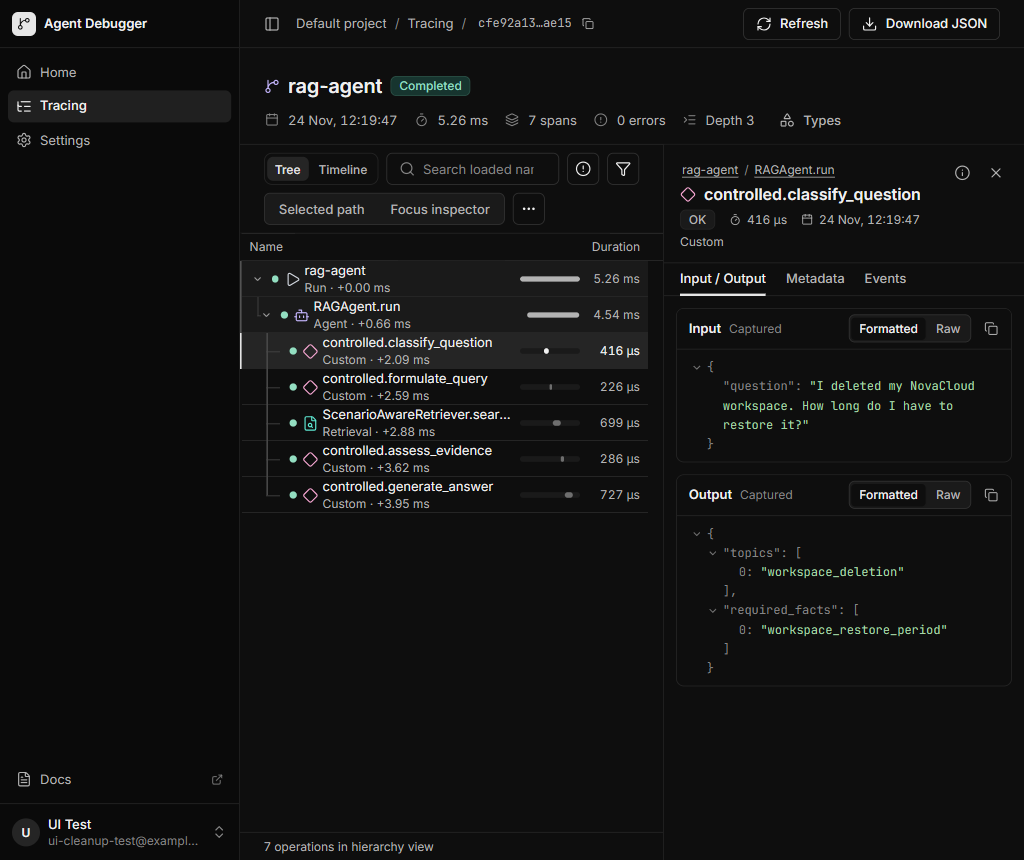 Agent Debugger
Default project / Tracing / cfe92a13…ae15
Refresh
Download JSON
Home
Tracing
Settings
rag-agent Completed
24 Nov, 12:19:47 5.26 ms 7 spans 0 errors Depth 3 Types
Tree Timeline Search loaded nar
Selected path Focus inspector ...
Name Duration
rag-agent
Run · +0.00 ms
5.26 ms
RAGAgent.run
Agent · +0.66 ms
4.54 ms
controlled.classify_question
Custom · +2.09 ms
416 µs
controlled.formulate_query
Custom · +2.59 ms
226 µs
ScenarioAwareRetriever.sear...
Retrieval · +2.88 ms
699 µs
controlled.assess_evidence
Custom · +3.62 ms
286 µs
controlled.generate_answer
Custom · +3.95 ms
727 µs
7 operations in hierarchy view
rag-agent / RAGAgent.run
controlled.classify_question
OK 416 µs 24 Nov, 12:19:47
Custom
Input / Output Metadata Events
Input Captured Formatted Raw
{
"question": "I deleted my NovaCloud
workspace. How long do I have to
restore it?"
}
Output Captured Formatted Raw
{
"topics": [
0: "workspace_deletion"
],
"required_facts": [
0: "workspace_restore_period"
]
}
Docs
U
UI Test
ui-cleanup-test@exampl...